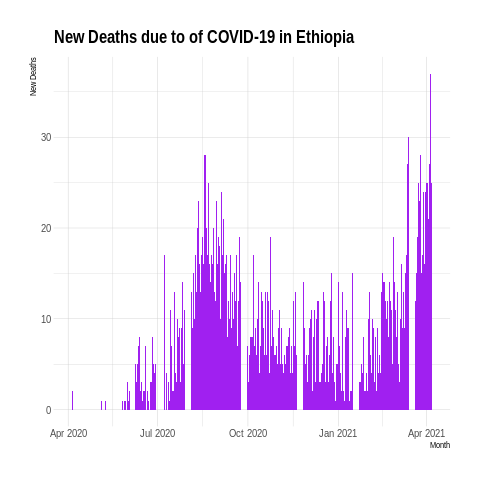 New Deaths due to of COVID-19 in Ethiopia
New Deaths
30
20
10
0
Apr 2020 Jul 2020 Oct 2020 Jan 2021 Apr 2021
Month